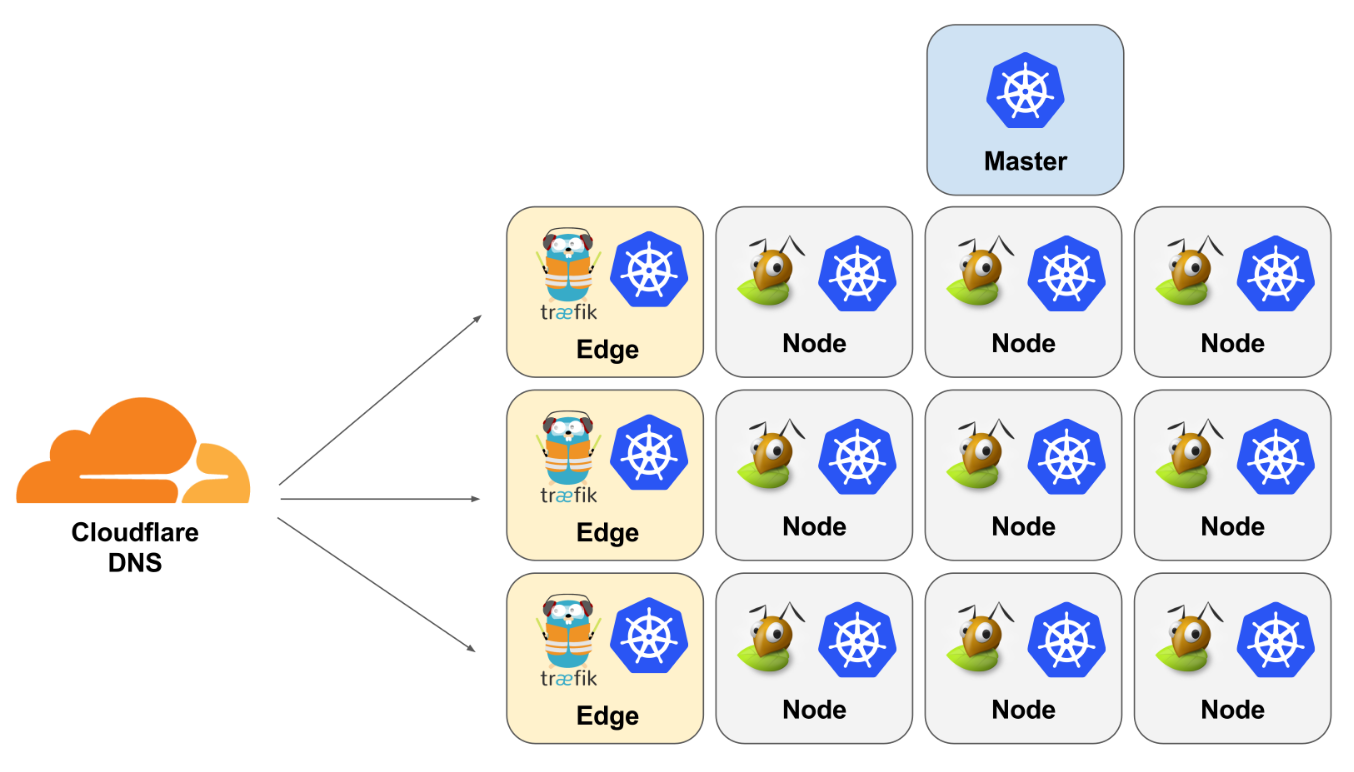 Master
træfik
Edge
Node
Node
Node
Cloudflare
DNS
træfik
Edge
Node
Node
Node
træfik
Edge
Node
Node
Node